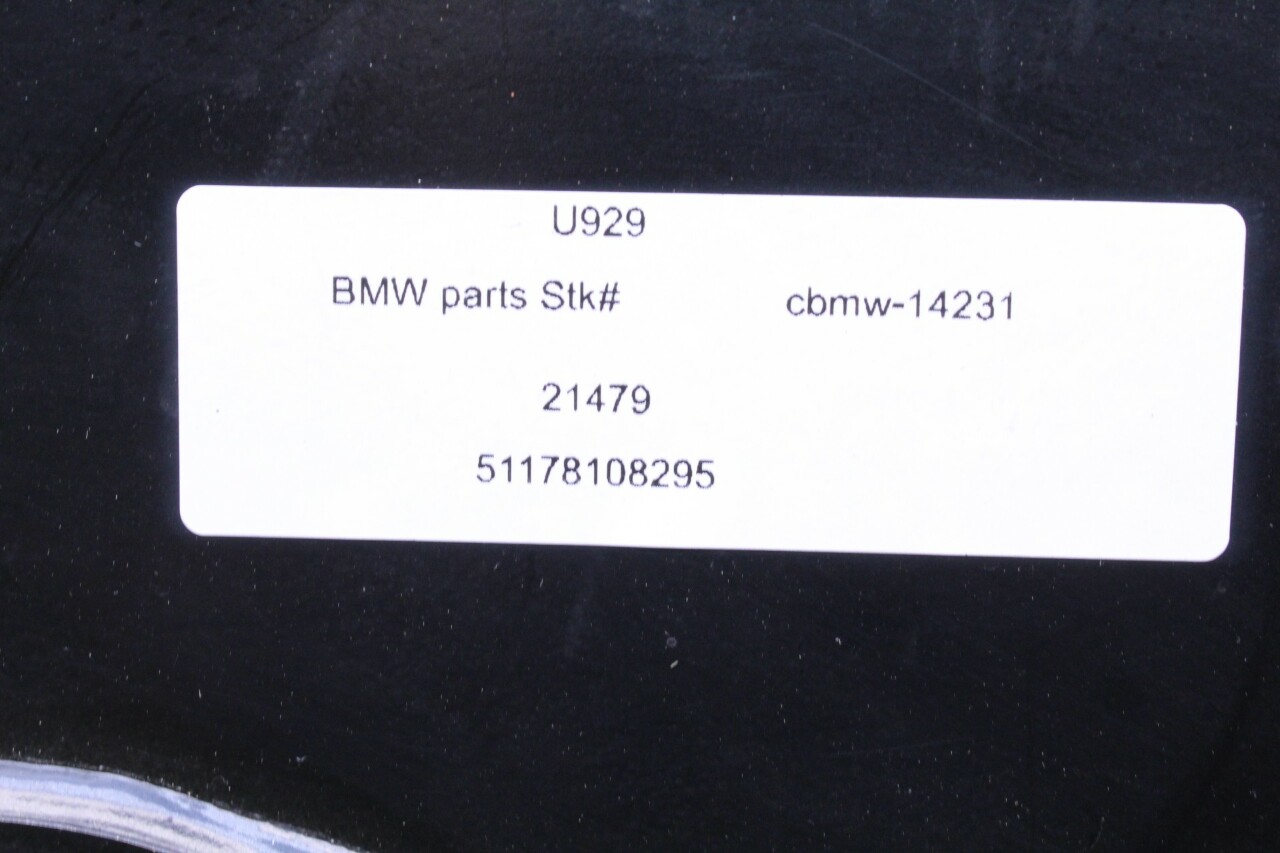 U929
BMW parts Stk# cbmw-14231
21479
51178108295